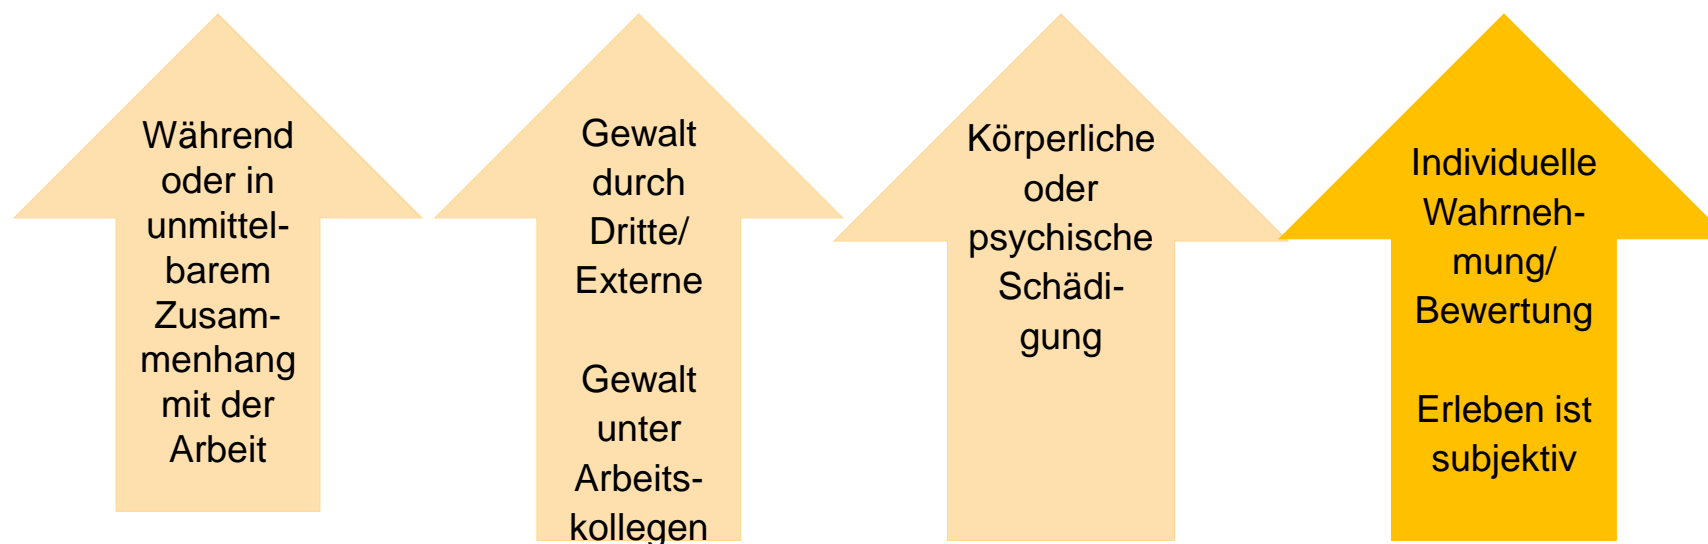 Während
oder in
unmittel-
barem
Zusam-
menhang
mit der
Arbeit
Gewalt
durch
Dritte/
Externe
Gewalt
unter
Arbeits-
kollegen
Körperliche
oder
psychische
Schädi-
gung
Individuelle
Wahrneh-
mung/
Bewertung
Erleben ist
subjektiv